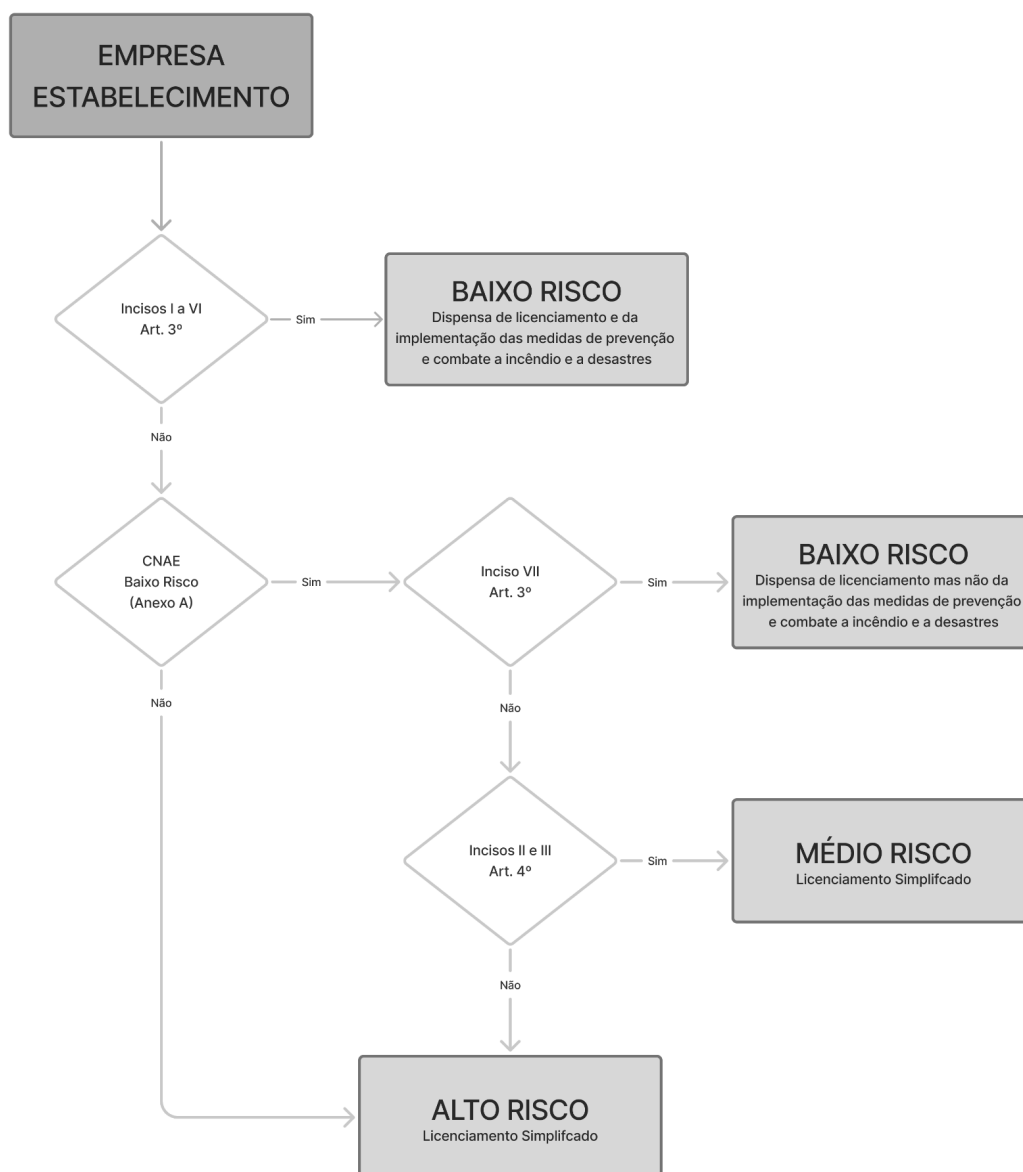 EMPRESA
ESTABELECIMENTO
Incisos I a VI
Art. 3º
Sim
BAIXO RISCO
Dispensa de licenciamento e da
implementação das medidas de prevenção
e combate a incêndio e a desastres
Não
CNAE
Baixo Risco
(Anexo A)
Sim
Inciso VII
Art. 3º
Sim
BAIXO RISCO
Dispensa de licenciamento mas não da
implementação das medidas de prevenção
e combate a incêndio e a desastres
Não
Não
Incisos II e III
Art. 4º
Sim
MÉDIO RISCO
Licenciamento Simplifcado
Não
ALTO RISCO
Licenciamento Simplifcado